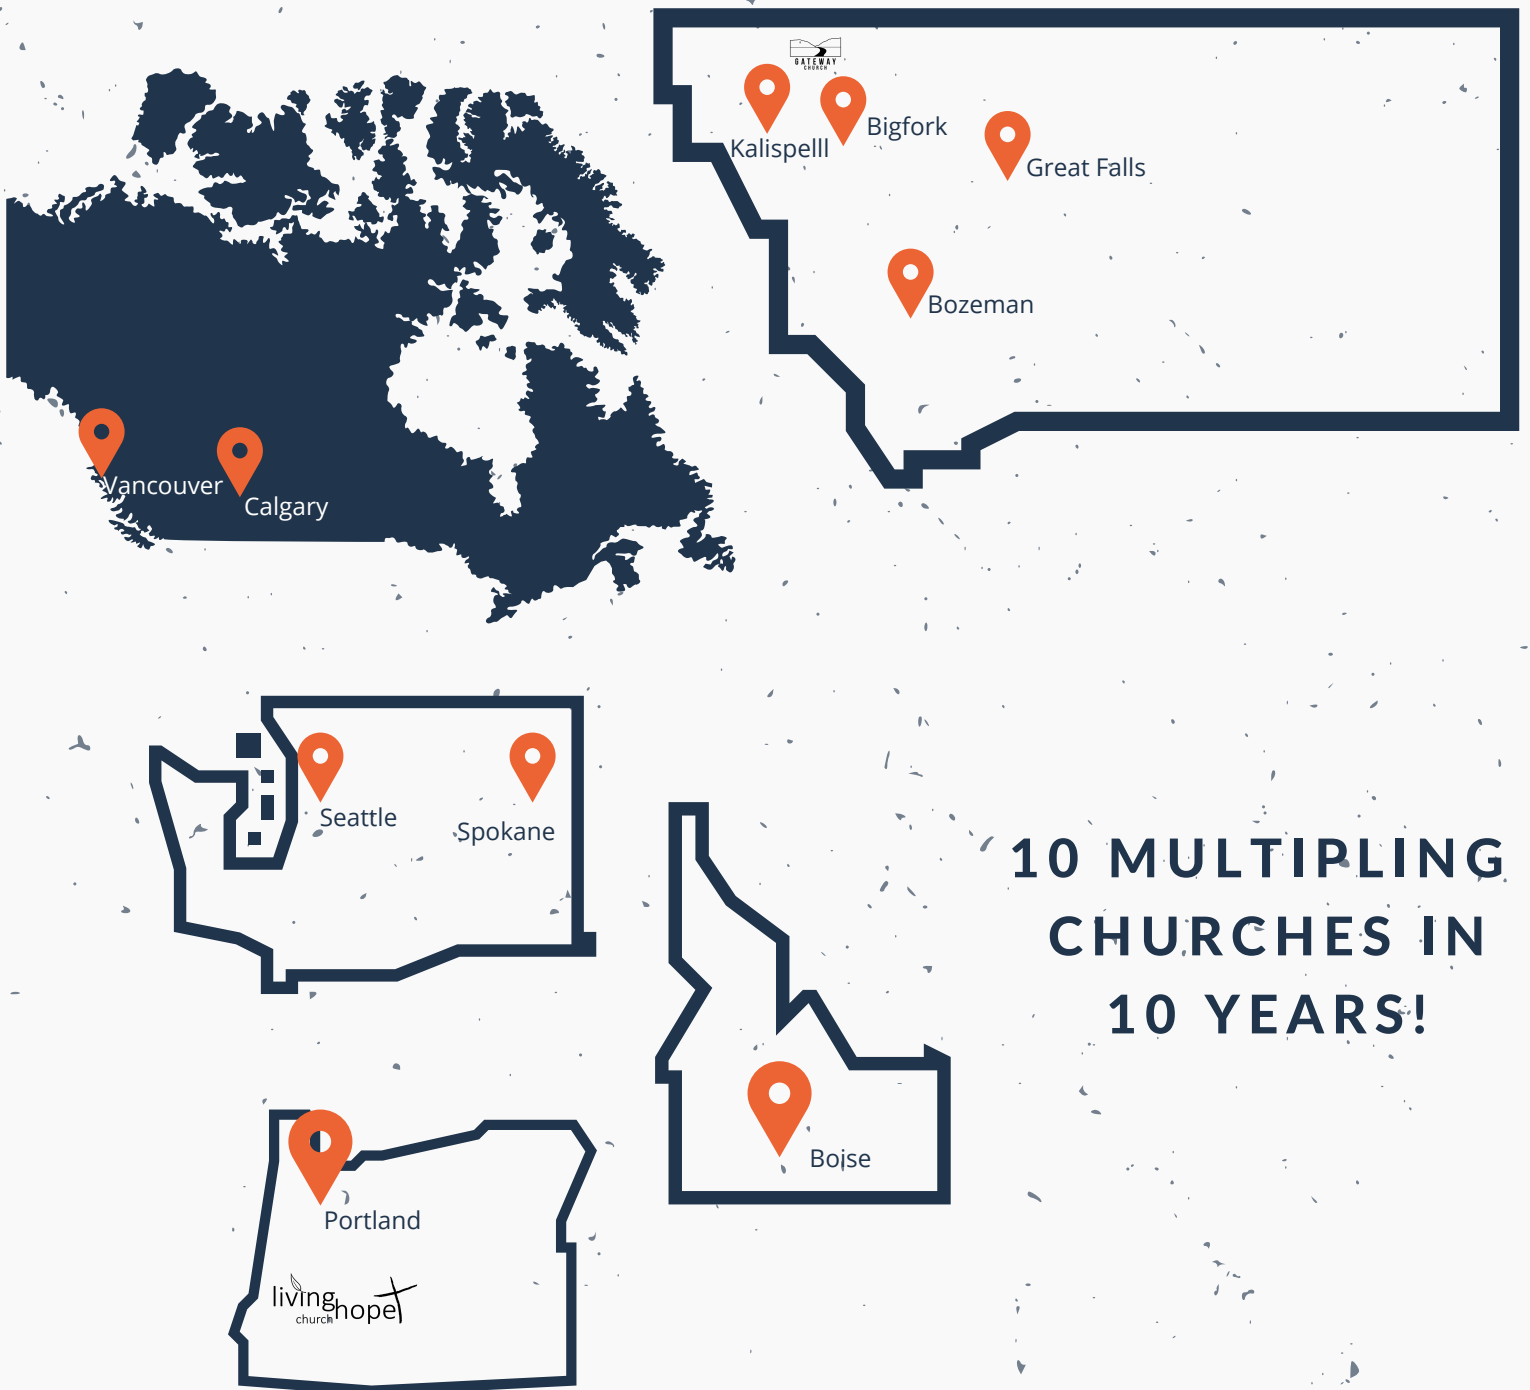 GATEWAY
CHURCH
Kalispelll
Bigfork
Great Falls
Bozeman
Vancouver
Calgary
Seattle
Spokane
10 MULTIPLING
CHURCHES IN
10 YEARS!
Boise
Portland
living
hope
church